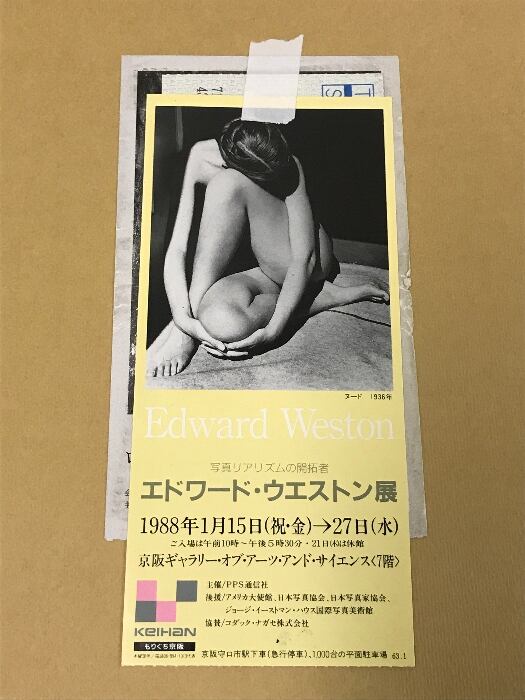 ヌード 1936年
Edward Weston
写真リアリズムの開拓者
エドワード・ウエストン展
1988年1月15日(祝・金)→27日(水)
ご入場は午前10時〜午後5時30分・21日(木)は休館
京阪ギャラリー・オブ・アーツ・アンド・サイエンス〈7階〉
主催/PPS通信社
後援/アメリカ大使館、日本写真協会、日本写真家協会、
ジョージ・イーストマン・ハウス国際写真美術館
協賛/コダック・ナガセ株式会社
KEIHAN
もりぐち京阪
京阪守口市駅下車(急行停車)、1,000台の平面駐車場 63.1